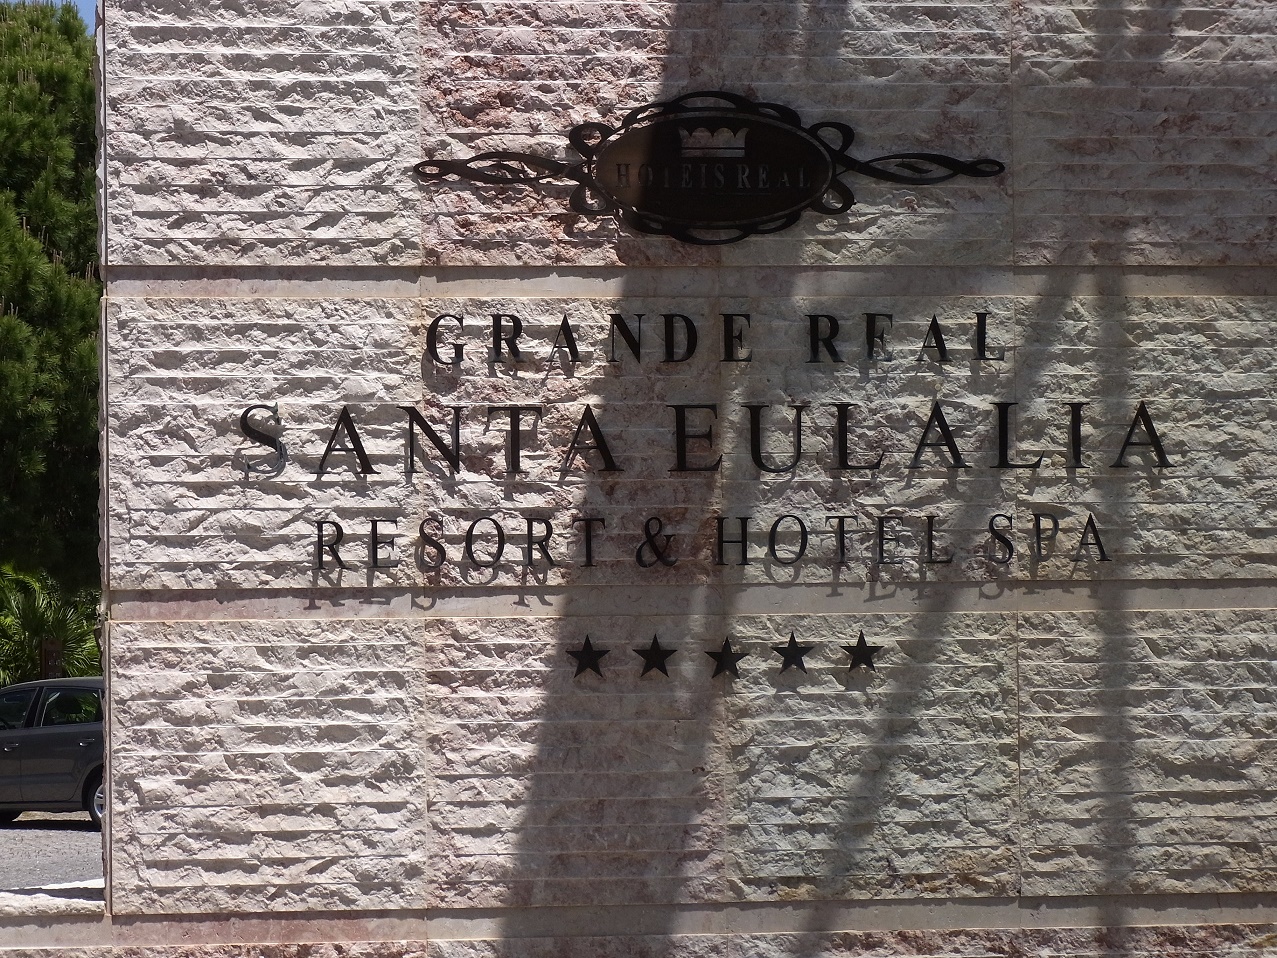 HOTEIS REAL
GRANDE REAL
SANTA EULALIA
RESORT & HOTEL SPA